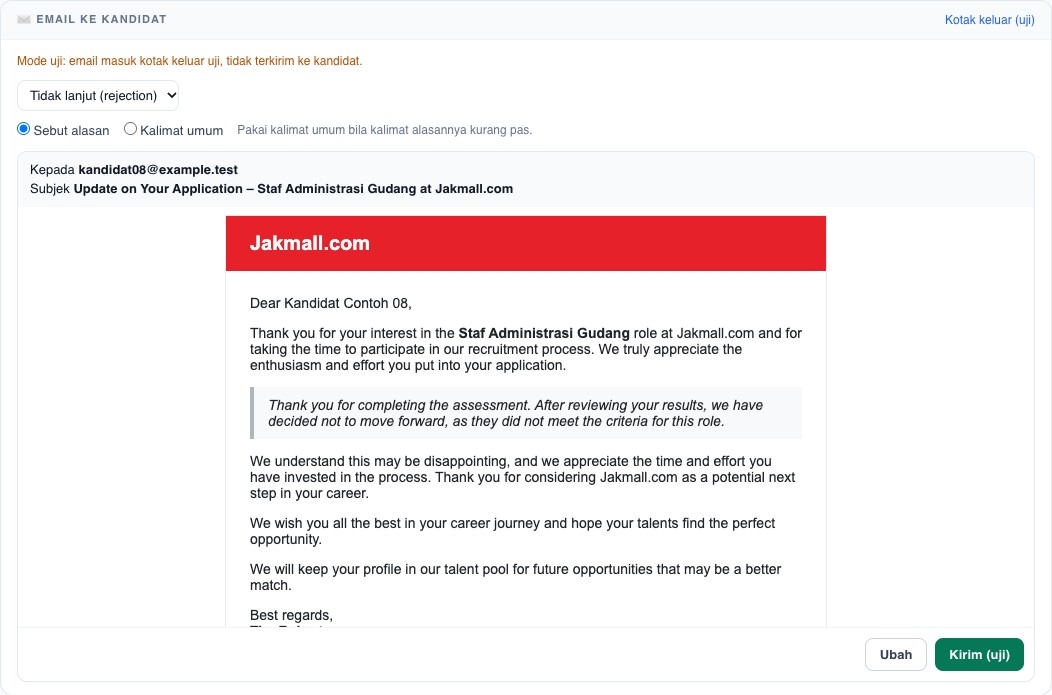 EMAIL KE KANDIDAT
Kotak keluar (uji)
Mode uji: email masuk kotak keluar uji, tidak terkirim ke kandidat.
Tidak lanjut (rejection)
Sebut alasan Kalimat umum Pakai kalimat umum bila kalimat alasannya kurang pas.
Kepada kandidat08@example.test
Subjek Update on Your Application – Staf Administrasi Gudang at Jakmall.com
Jakmall.com
Dear Kandidat Contoh 08,
Thank you for your interest in the Staf Administrasi Gudang role at Jakmall.com and for
taking the time to participate in our recruitment process. We truly appreciate the
enthusiasm and effort you put into your application.
Thank you for completing the assessment. After reviewing your results, we have
decided not to move forward, as they did not meet the criteria for this role.
We understand this may be disappointing, and we appreciate the time and effort you
have invested in the process. Thank you for considering Jakmall.com as a potential next
step in your career.
We wish you all the best in your career journey and hope your talents find the perfect
opportunity.
We will keep your profile in our talent pool for future opportunities that may be a better
match.
Best regards,
Ubah
Kirim (uji)